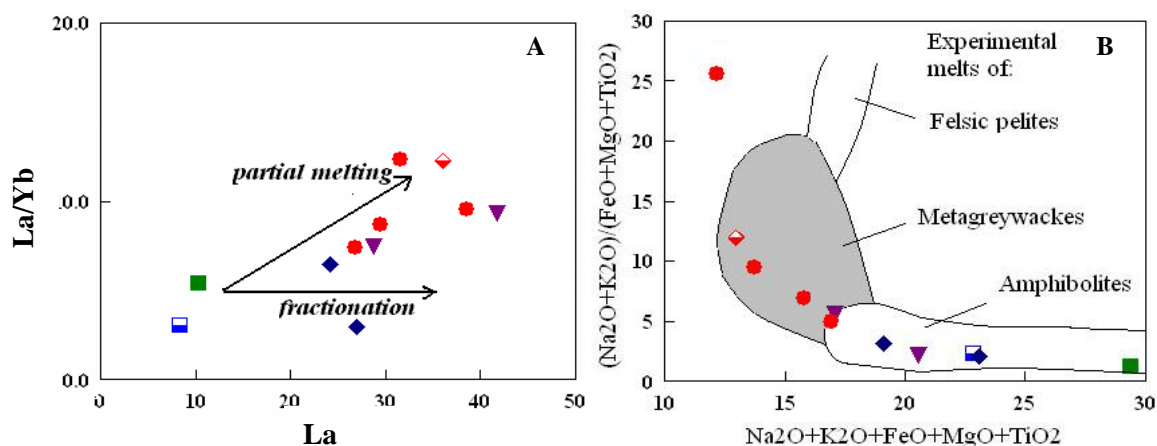 20.0
A
La/Yb
partial melting
0.0
fractionation
0.0
0
10
20
30
40
50
La
B
30
25
20
15
10
5
0
(Na2O+K2O)/(FeO+MgO+TiO2)
Experimental
melts of:
Felsic pelites
Metagreywackes
Amphibolites
10
15
20
25
30
Na2O+K2O+FeO+MgO+TiO2